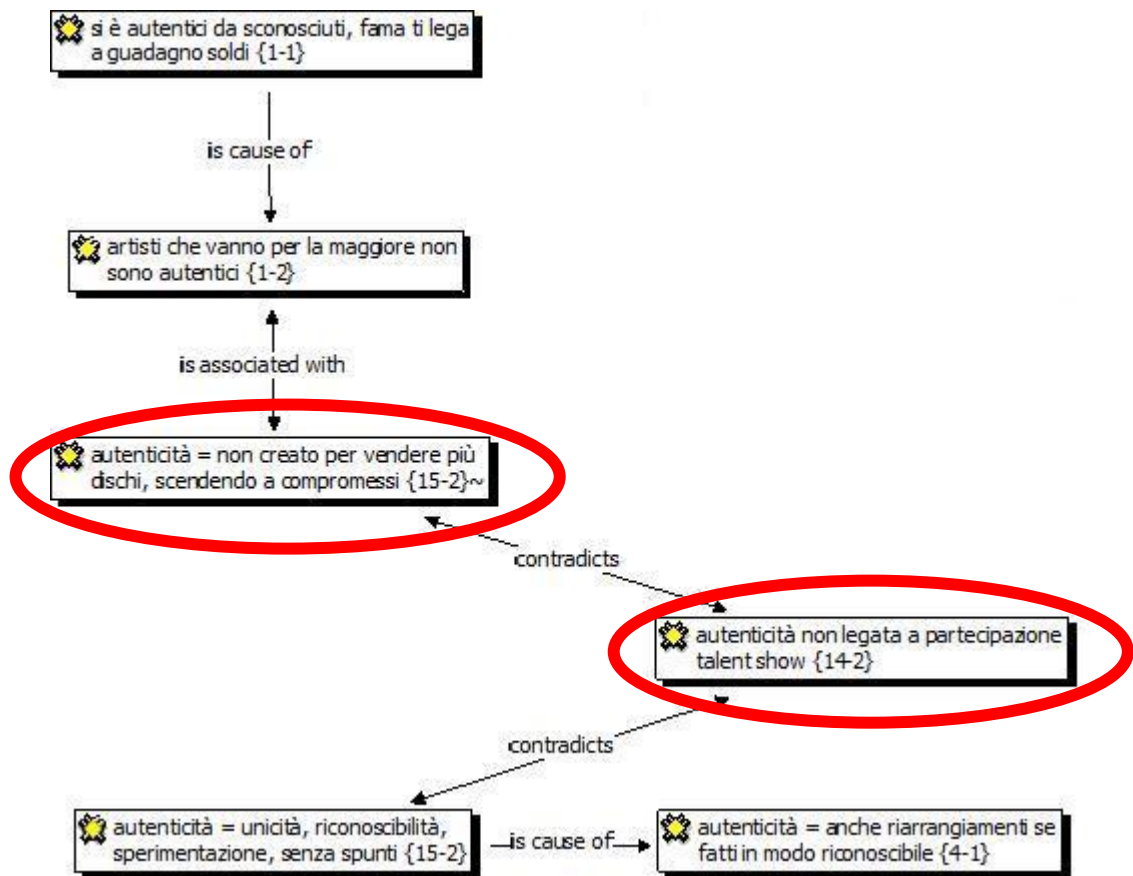 si è autentici da sconosciuti, fama ti lega
a guadagno soldi {1-1}
is cause of
artisti che vanno per la maggiore non
sono autentici {1-2}
is associated with
autenticità = non creato per vendere più
dischi, scendendo a compromessi {15-2}~
contradicts
autenticità non legata a partecipazione
talent show {14-2}
contradicts
autenticità = unicità, riconoscibilità,
sperimentazione, senza spunti {15-2}
is cause of
autenticità = anche riarrangiamenti se
fatti in modo riconoscibile {4-1}